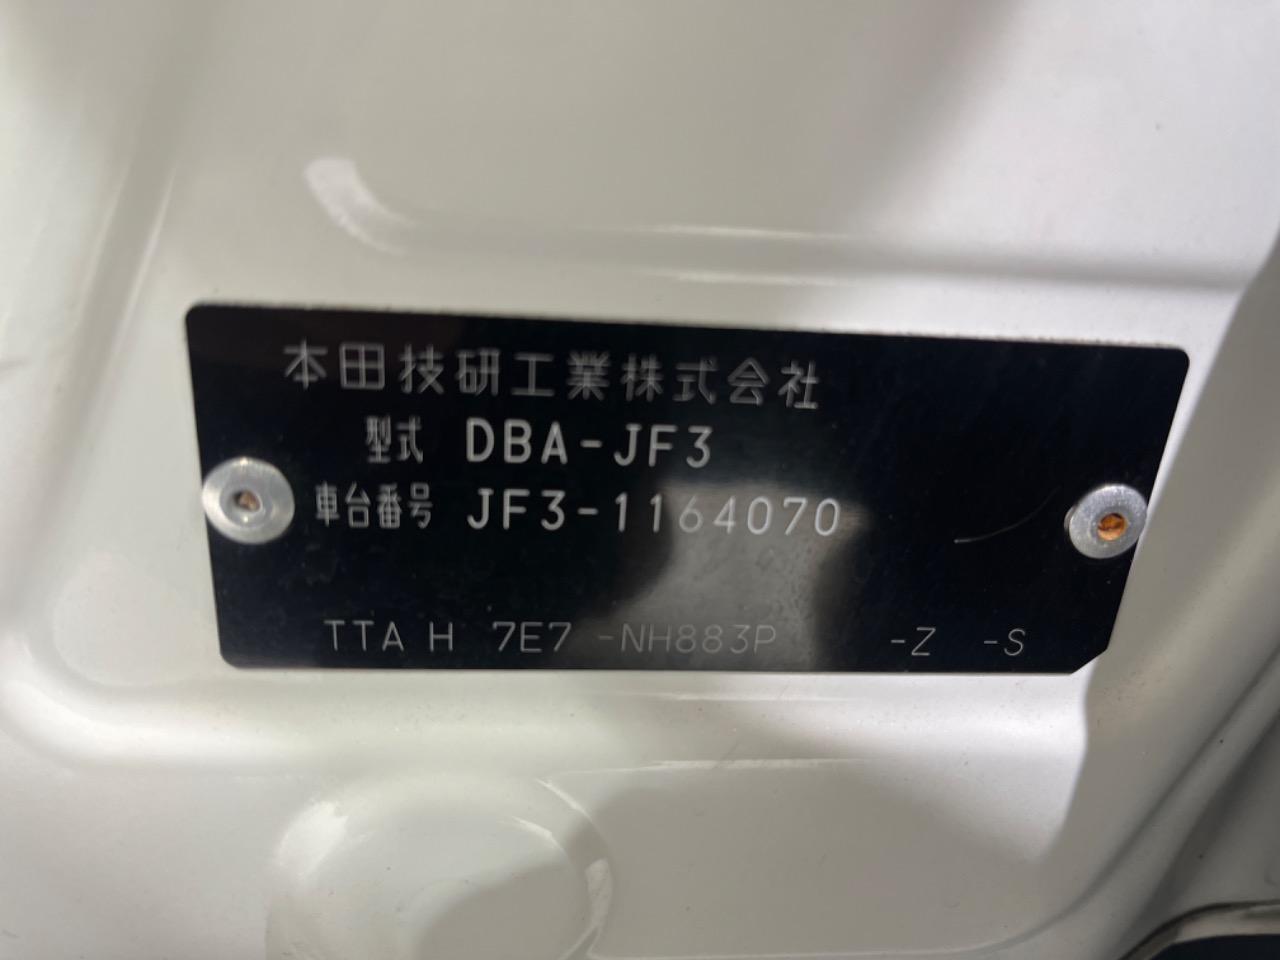 本田技研工業株式会社
型式 DBA-JF3
車台番号 JF3-1164070
TTA H 7E7 -NH883P -Z -S